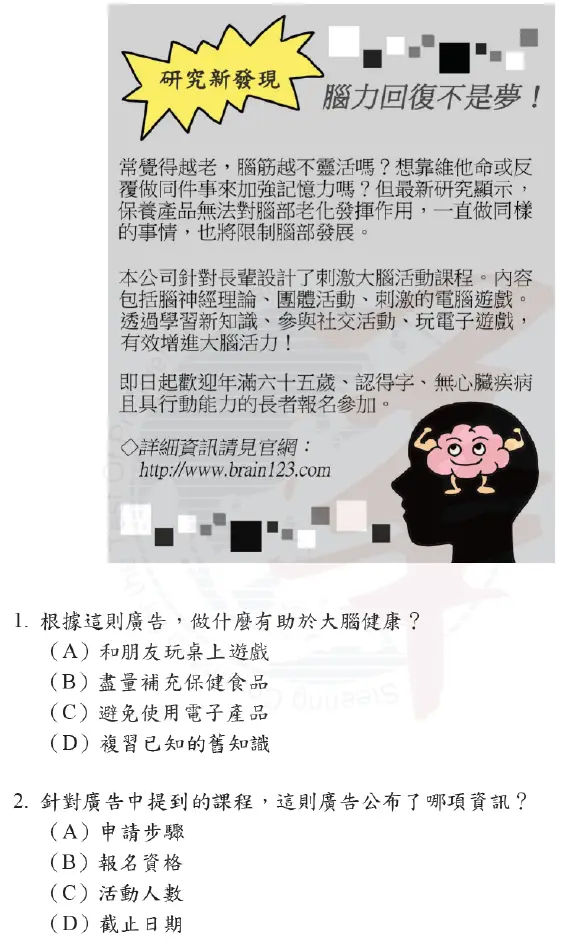 研究新發現
腦力回復不是夢！
常覺得越老，腦筋越不靈活嗎？想靠維他命或反
覆做同件事來加強記憶力嗎？但最新研究顯示，
保養產品無法對腦部老化發揮作用，一直做同樣
的事情，也將限制腦部發展。
本公司針對長輩設計了刺激大腦活動課程。內容
包括腦神經理論、團體活動、刺激的電腦遊戲。
透過學習新知識、參與社交活動、玩電子遊戲，
有效增進大腦活力！
即日起歡迎年滿六十五歲、認得字、無心臟疾病
且具行動能力的長者報名參加。
◇詳細資訊請見官網：
http://www.brain123.com
1. 根據這則廣告，做什麼有助於大腦健康？
（A）和朋友玩桌上遊戲
（B）盡量補充保健食品
（C）避免使用電子產品
（D）複習已知的舊知識
2. 針對廣告中提到的課程，這則廣告公布了哪項資訊？
（A）申請步驟
（B）報名資格
（C）活動人數
（D）截止日期